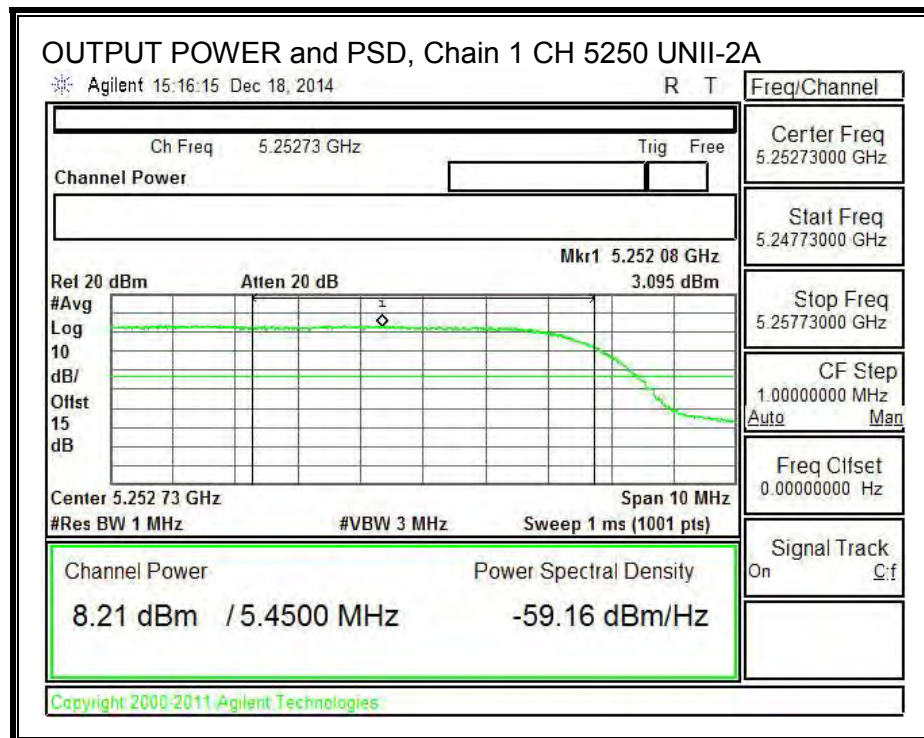 OUTPUT POWER and PSD, Chain 1 CH 5250 UNII-2A
Agilent 15:16:15 Dec 18, 2014 R T
Freq/Channel
Ch Freq 5.25273 GHz Trig Free
Channel Power
Certer Freq
5.25273000 GHz
Start Freq
5.24773000 GHz
Stop Freq
5.25773000 GHz
CF Step
1.00000000 MHz
Auto Man
Freq Clfset
0.00000000 Hz
Signal Track
On C:f
Mkr1 5.252 08 GHz
Ref 20 dBm Atten 20 dB 3.095 dBm
#Avg
Log
10
dB/
Offst
15
dB
1
Center 5.252 73 GHz Span 10 MHz
#Res BW 1 MHz #VBW 3 MHz Sweep 1 ms (1001 pts)
Channel Power Power Spectral Density
8.21 dBm / 5.4500 MHz -59.16 dBm/Hz
Copyright 2000-2011 Agilent Technologies